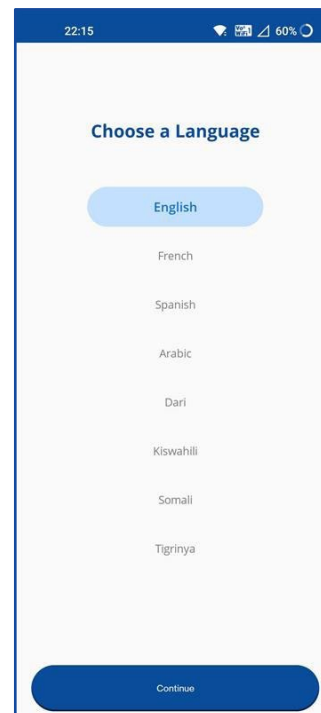 22:15
60%
Choose a Language
English
French
Spanish
Arabic
Dari
Kiswahili
Somali
Tigrinya
Continue